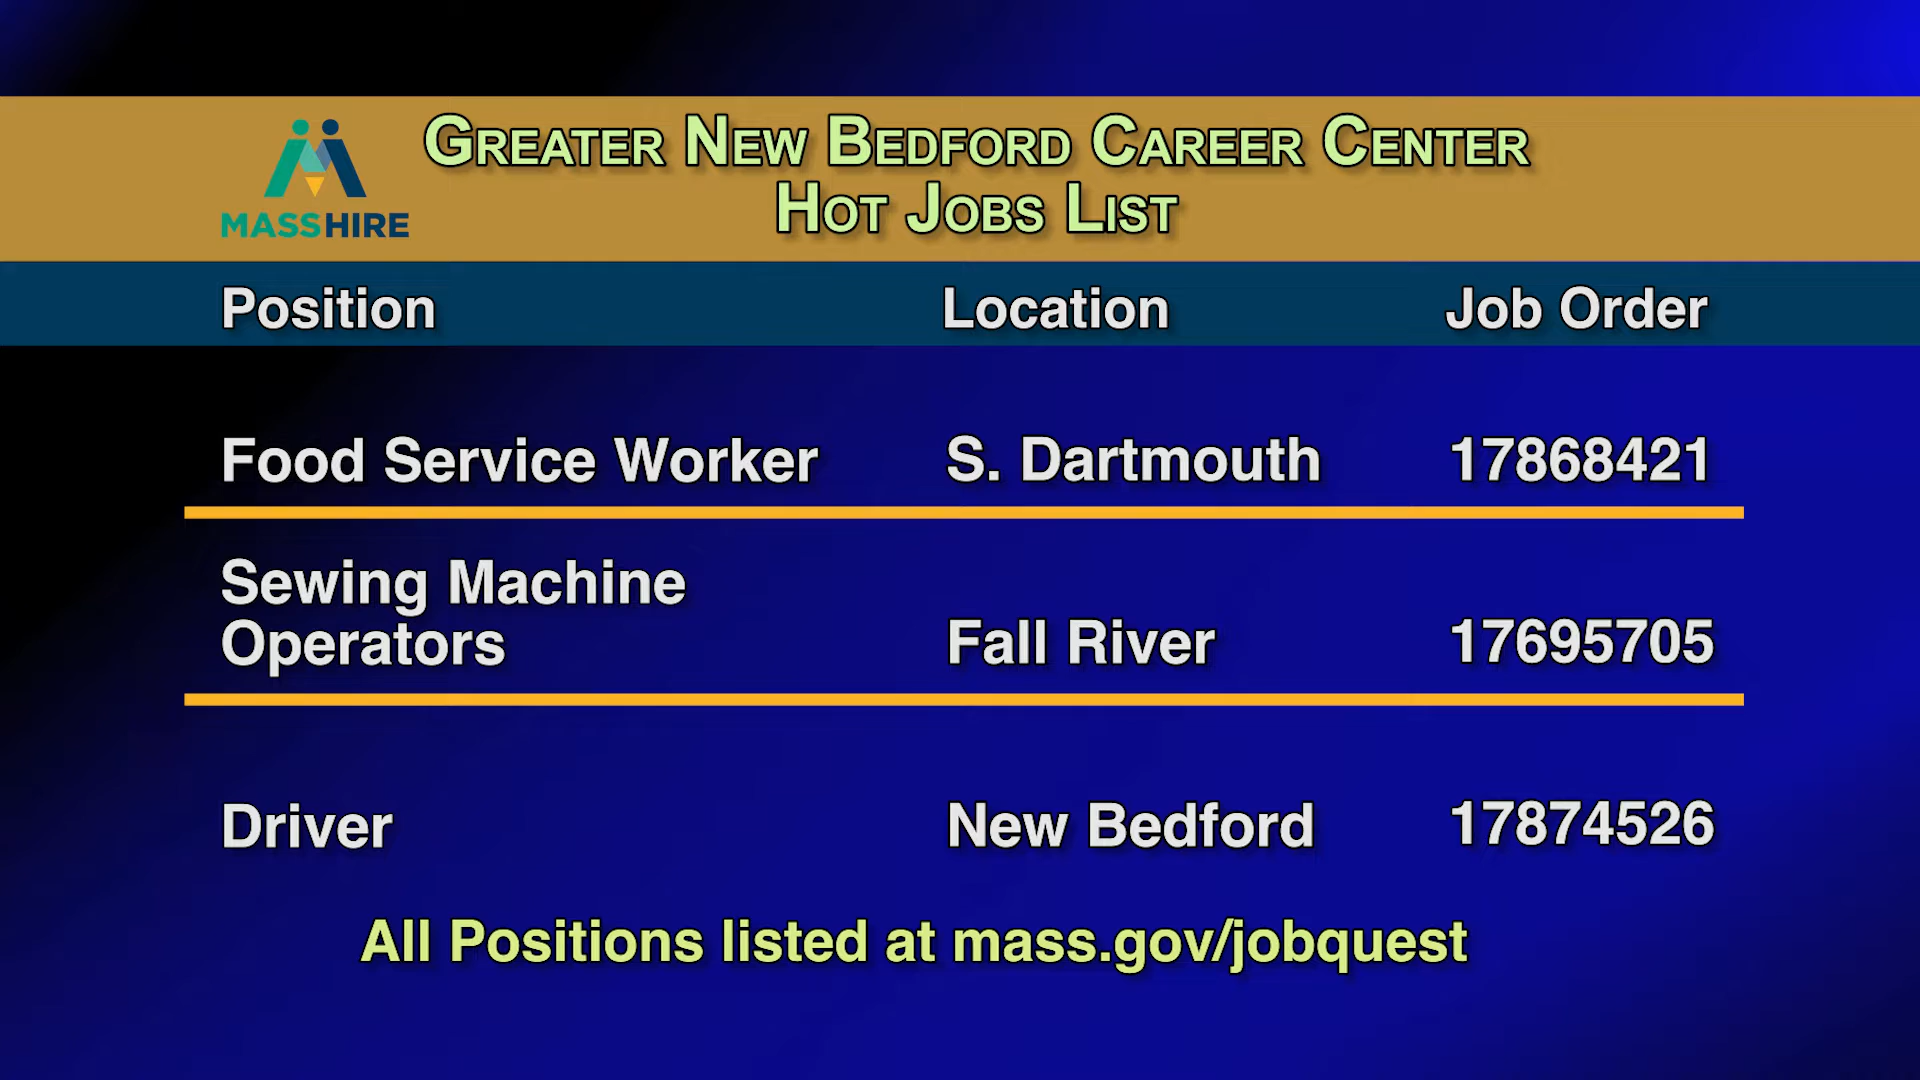 GREATER NEW BEDFORD CAREER CENTER
HOT JOBS LIST
MASSHIRE
Position Location Job Order
Food Service Worker S. Dartmouth 17868421
Sewing Machine
Operators Fall River 17695705
Driver New Bedford 17874526
All Positions listed at mass.gov/jobquest